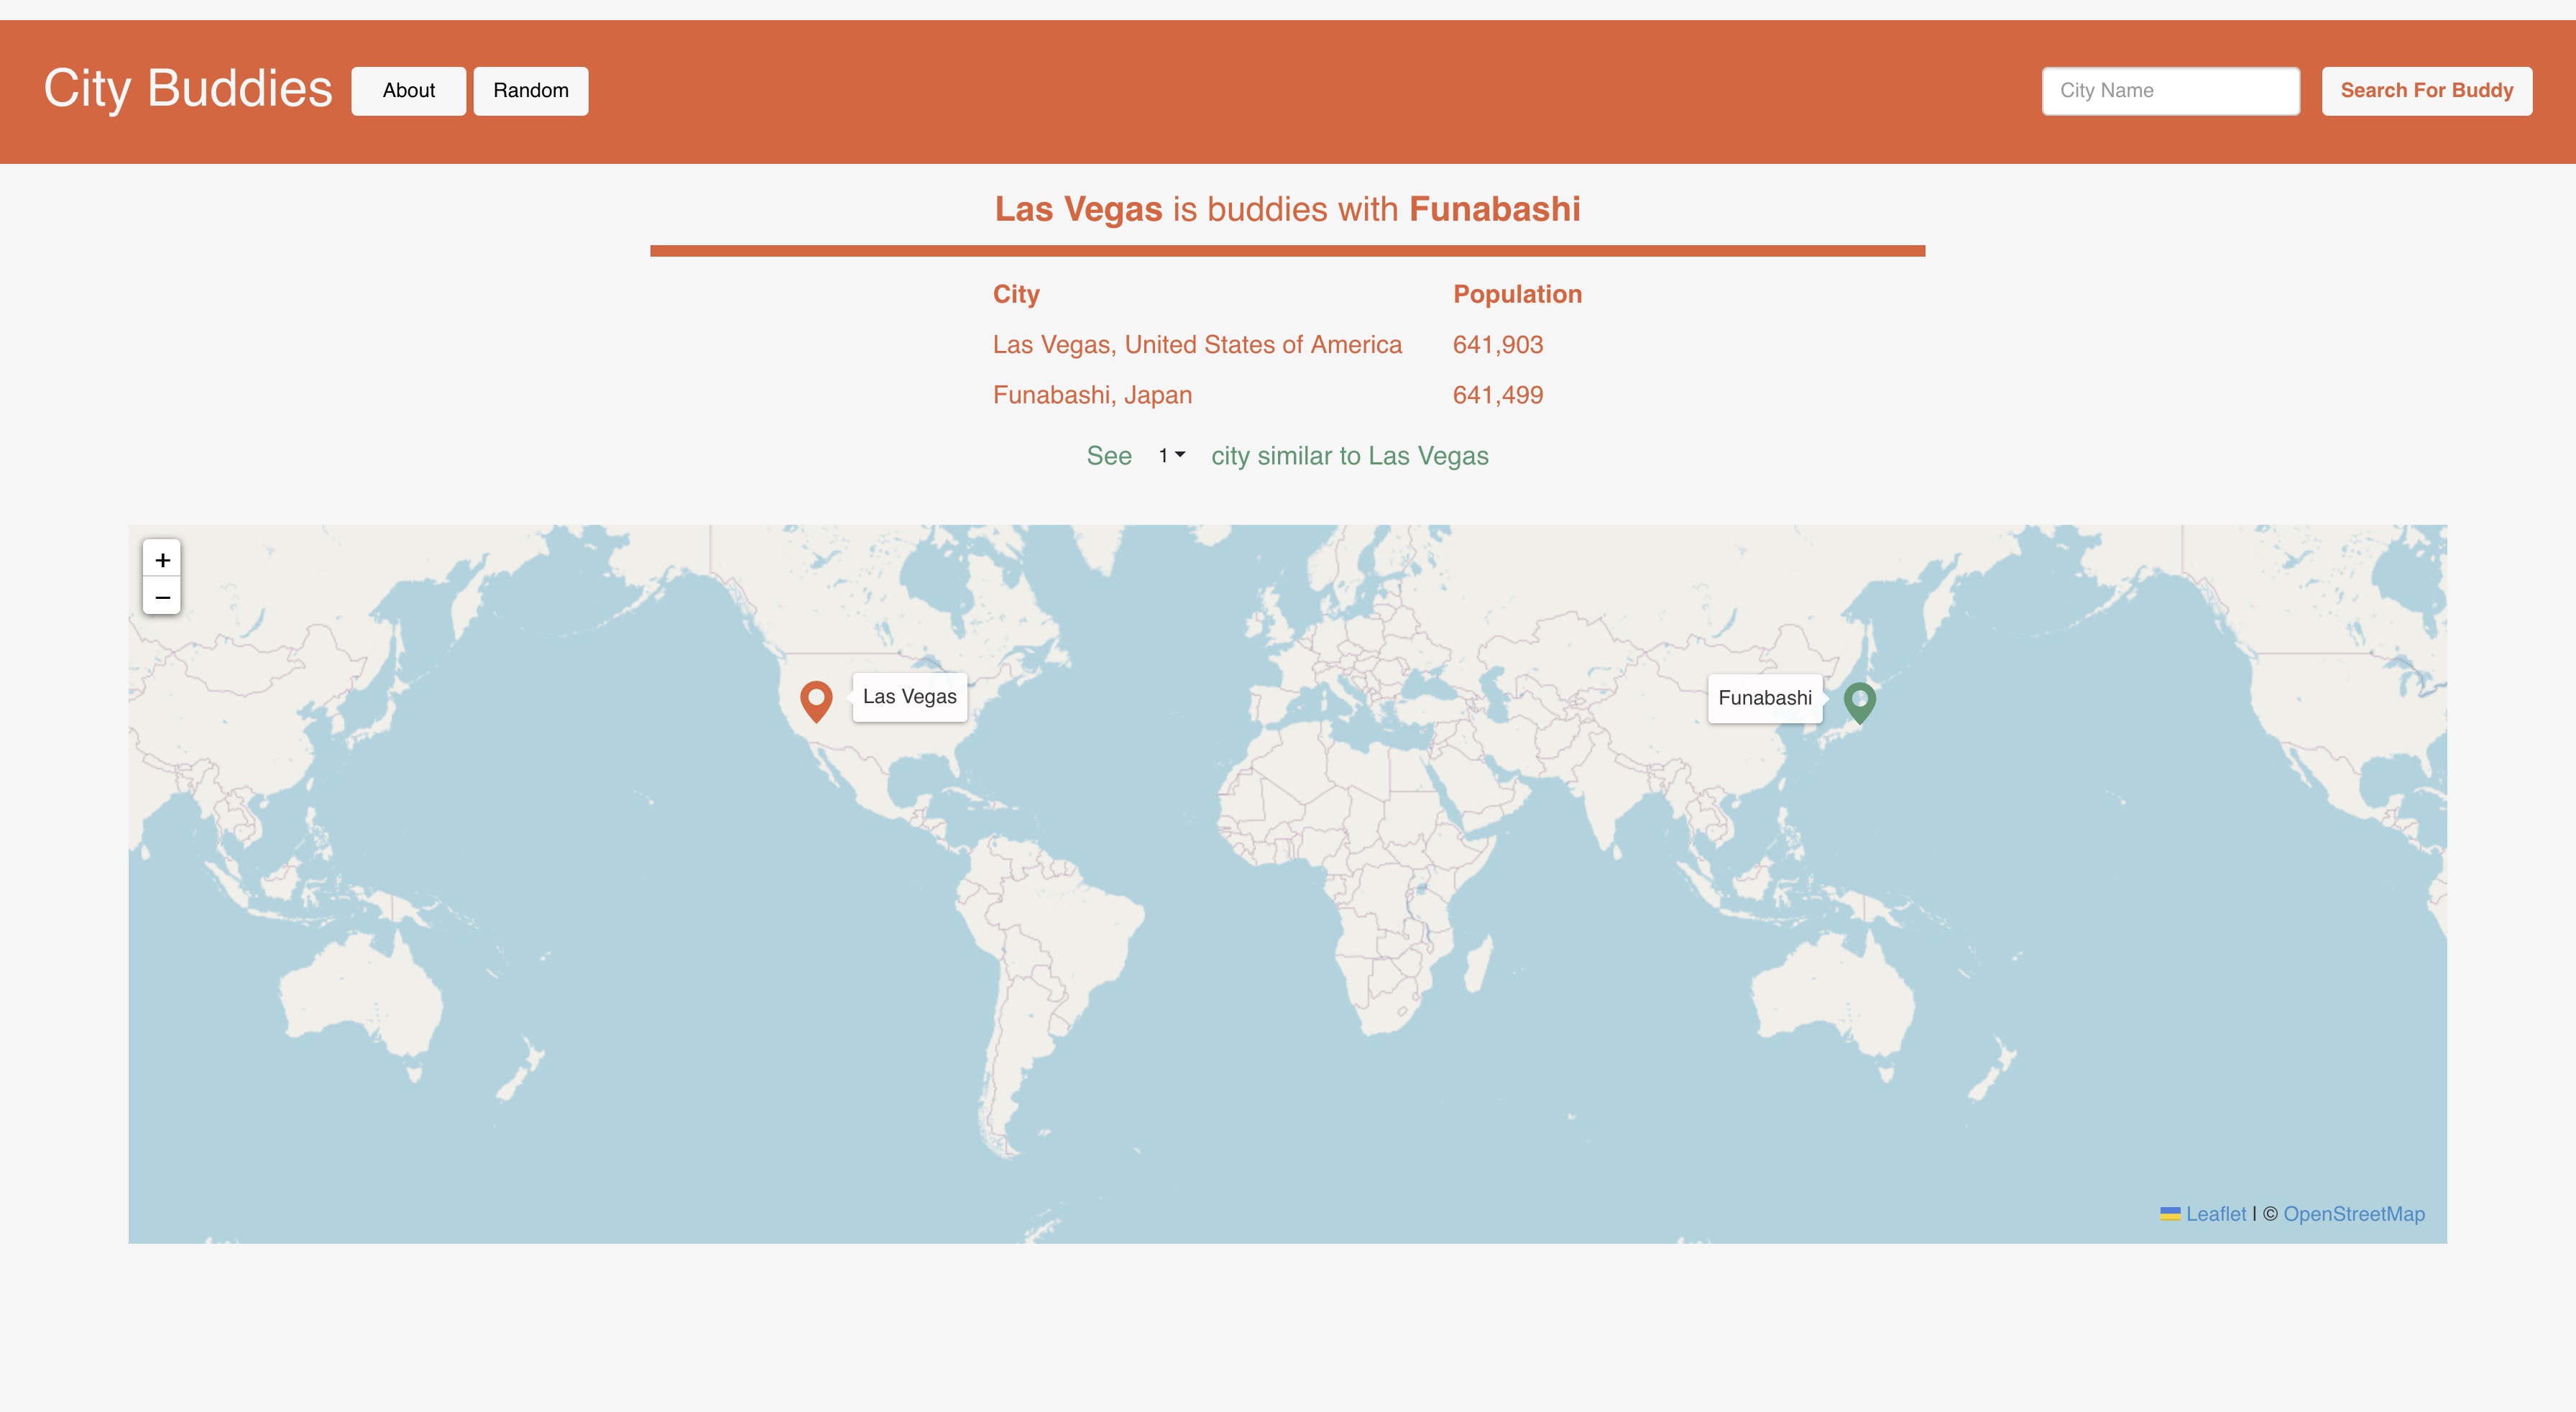 City Buddies About Random City Name Search For Buddy
Las Vegas is buddies with Funabashi
City Population
Las Vegas, United States of America 641,903
Funabashi, Japan 641,499
See 1 city similar to Las Vegas
+
−
Las Vegas Funabashi
Leaflet | © OpenStreetMap